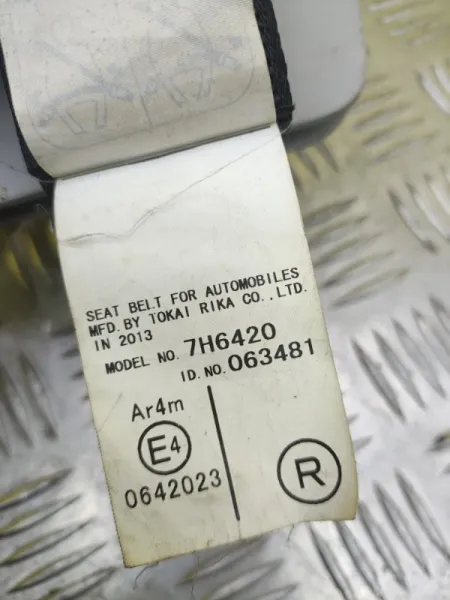 SEAT BELT FOR AUTOMOBILES
MFD. BY TOKAI RIKA CO., LTD.
IN 2013
MODEL NO. 7H6420
ID. NO. 063481
Ar4m
E4
0642023
R